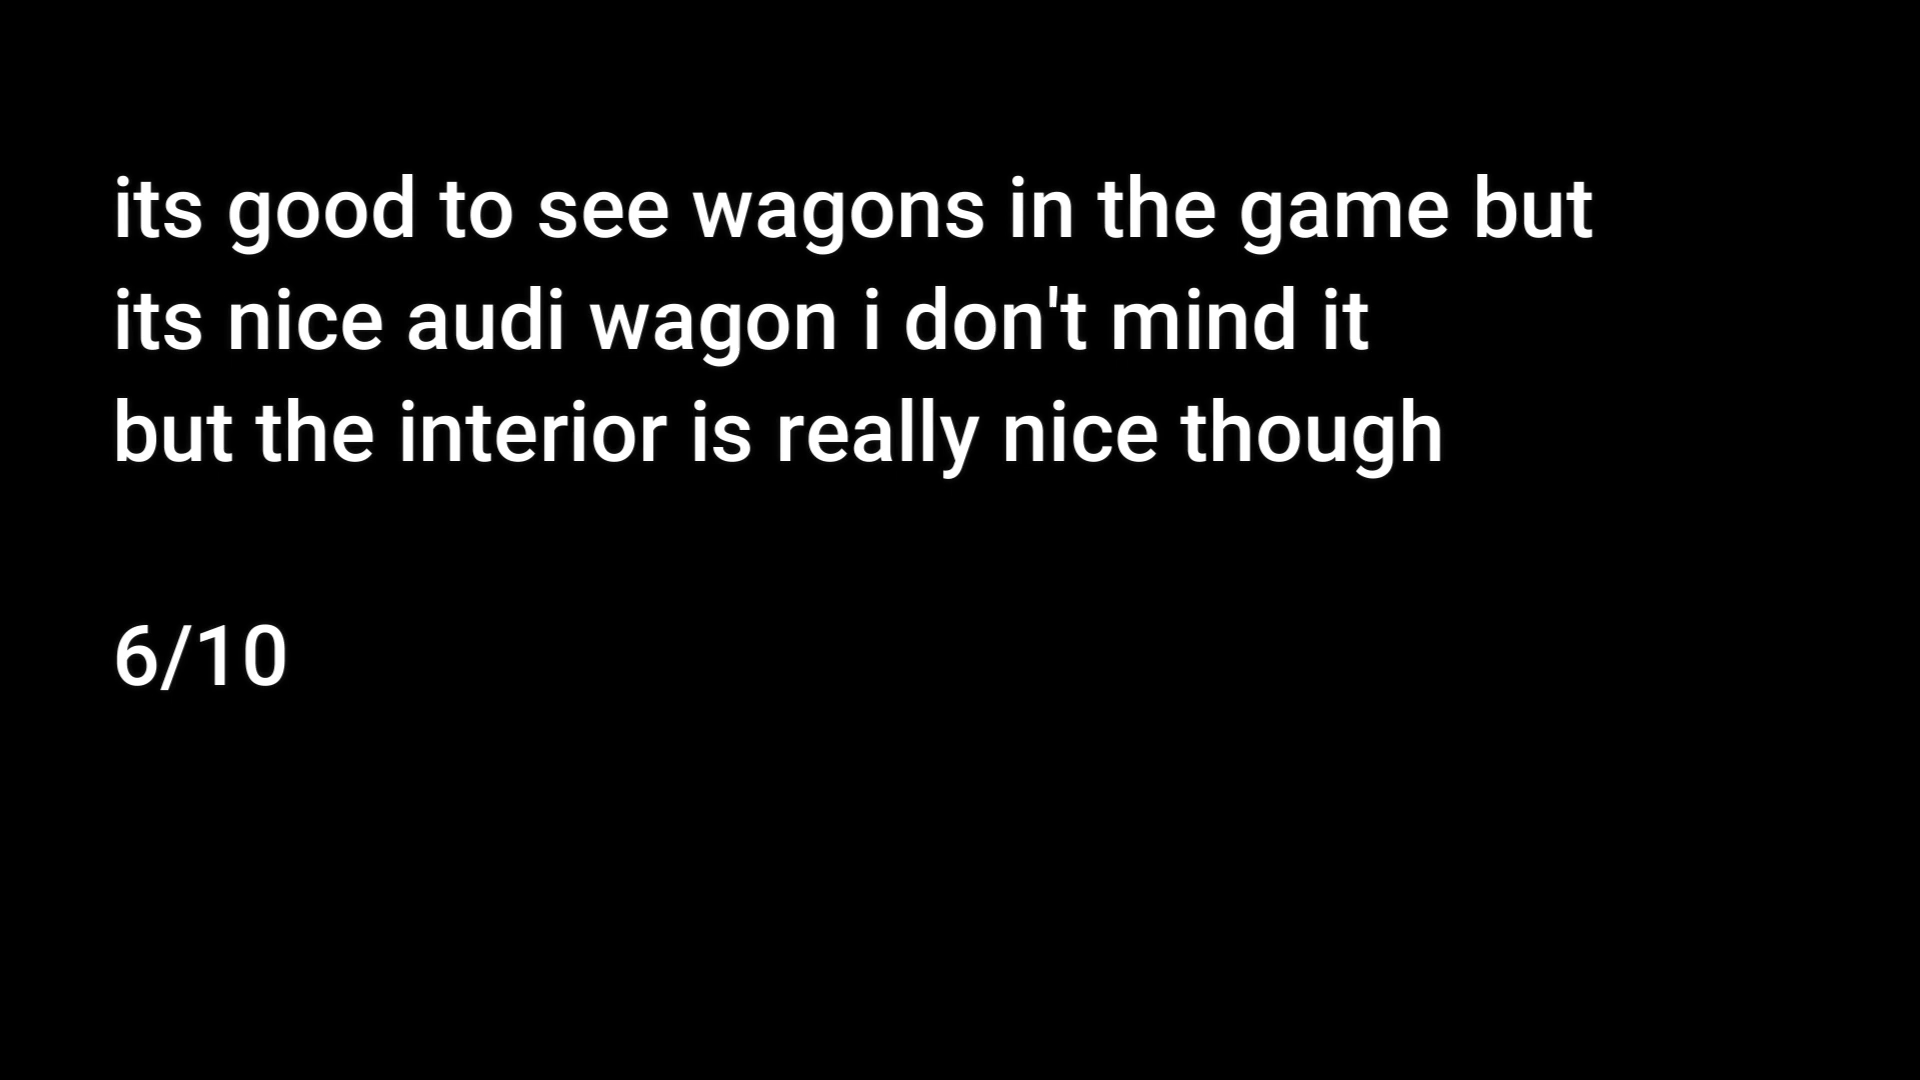 its good to see wagons in the game but
its nice audi wagon i don't mind it
but the interior is really nice though
6/10